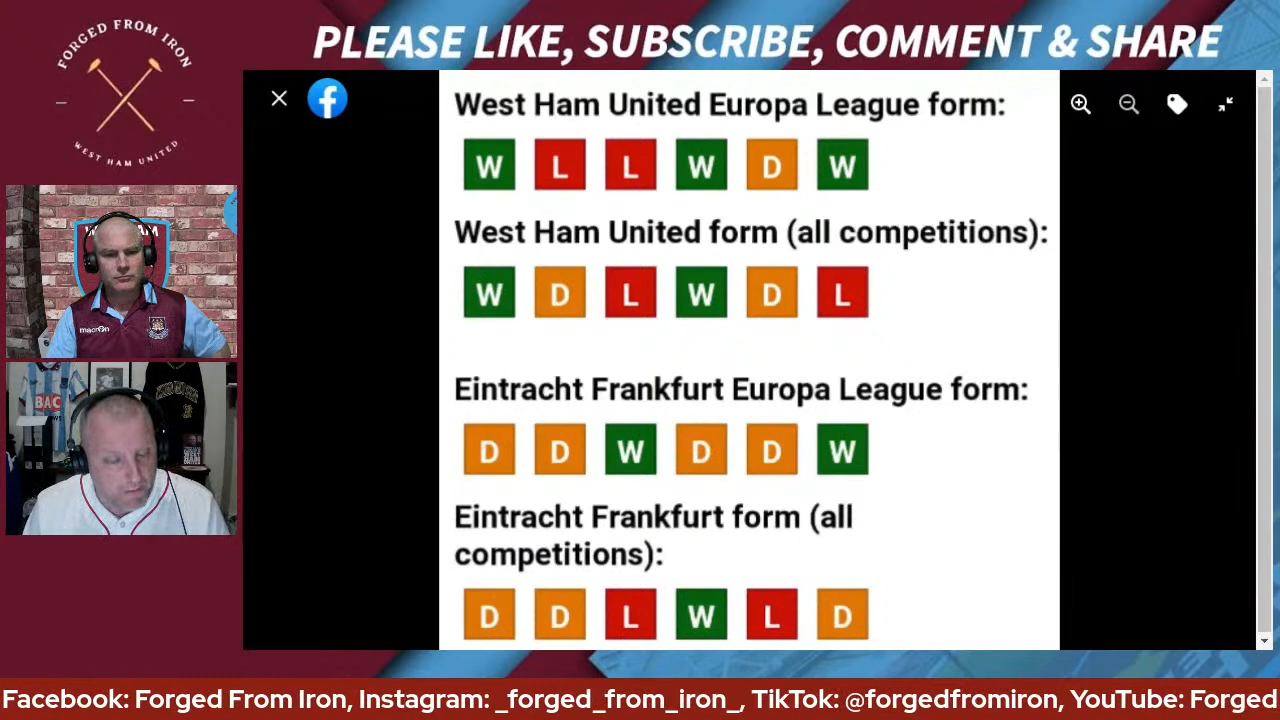 FORGED FROM IRON
WEST HAM UNITED
PLEASE LIKE, SUBSCRIBE, COMMENT & SHARE
West Ham United Europa League form:
W L L W D W
West Ham United form (all competitions):
W D L W D L
Eintracht Frankfurt Europa League form:
D D W D D W
Eintracht Frankfurt form (all
competitions):
D D L W L D
macron
BAC
Facebook: Forged From Iron, Instagram: _forged_from_iron_, TikTok: @forgedfromiron, YouTube: Forged